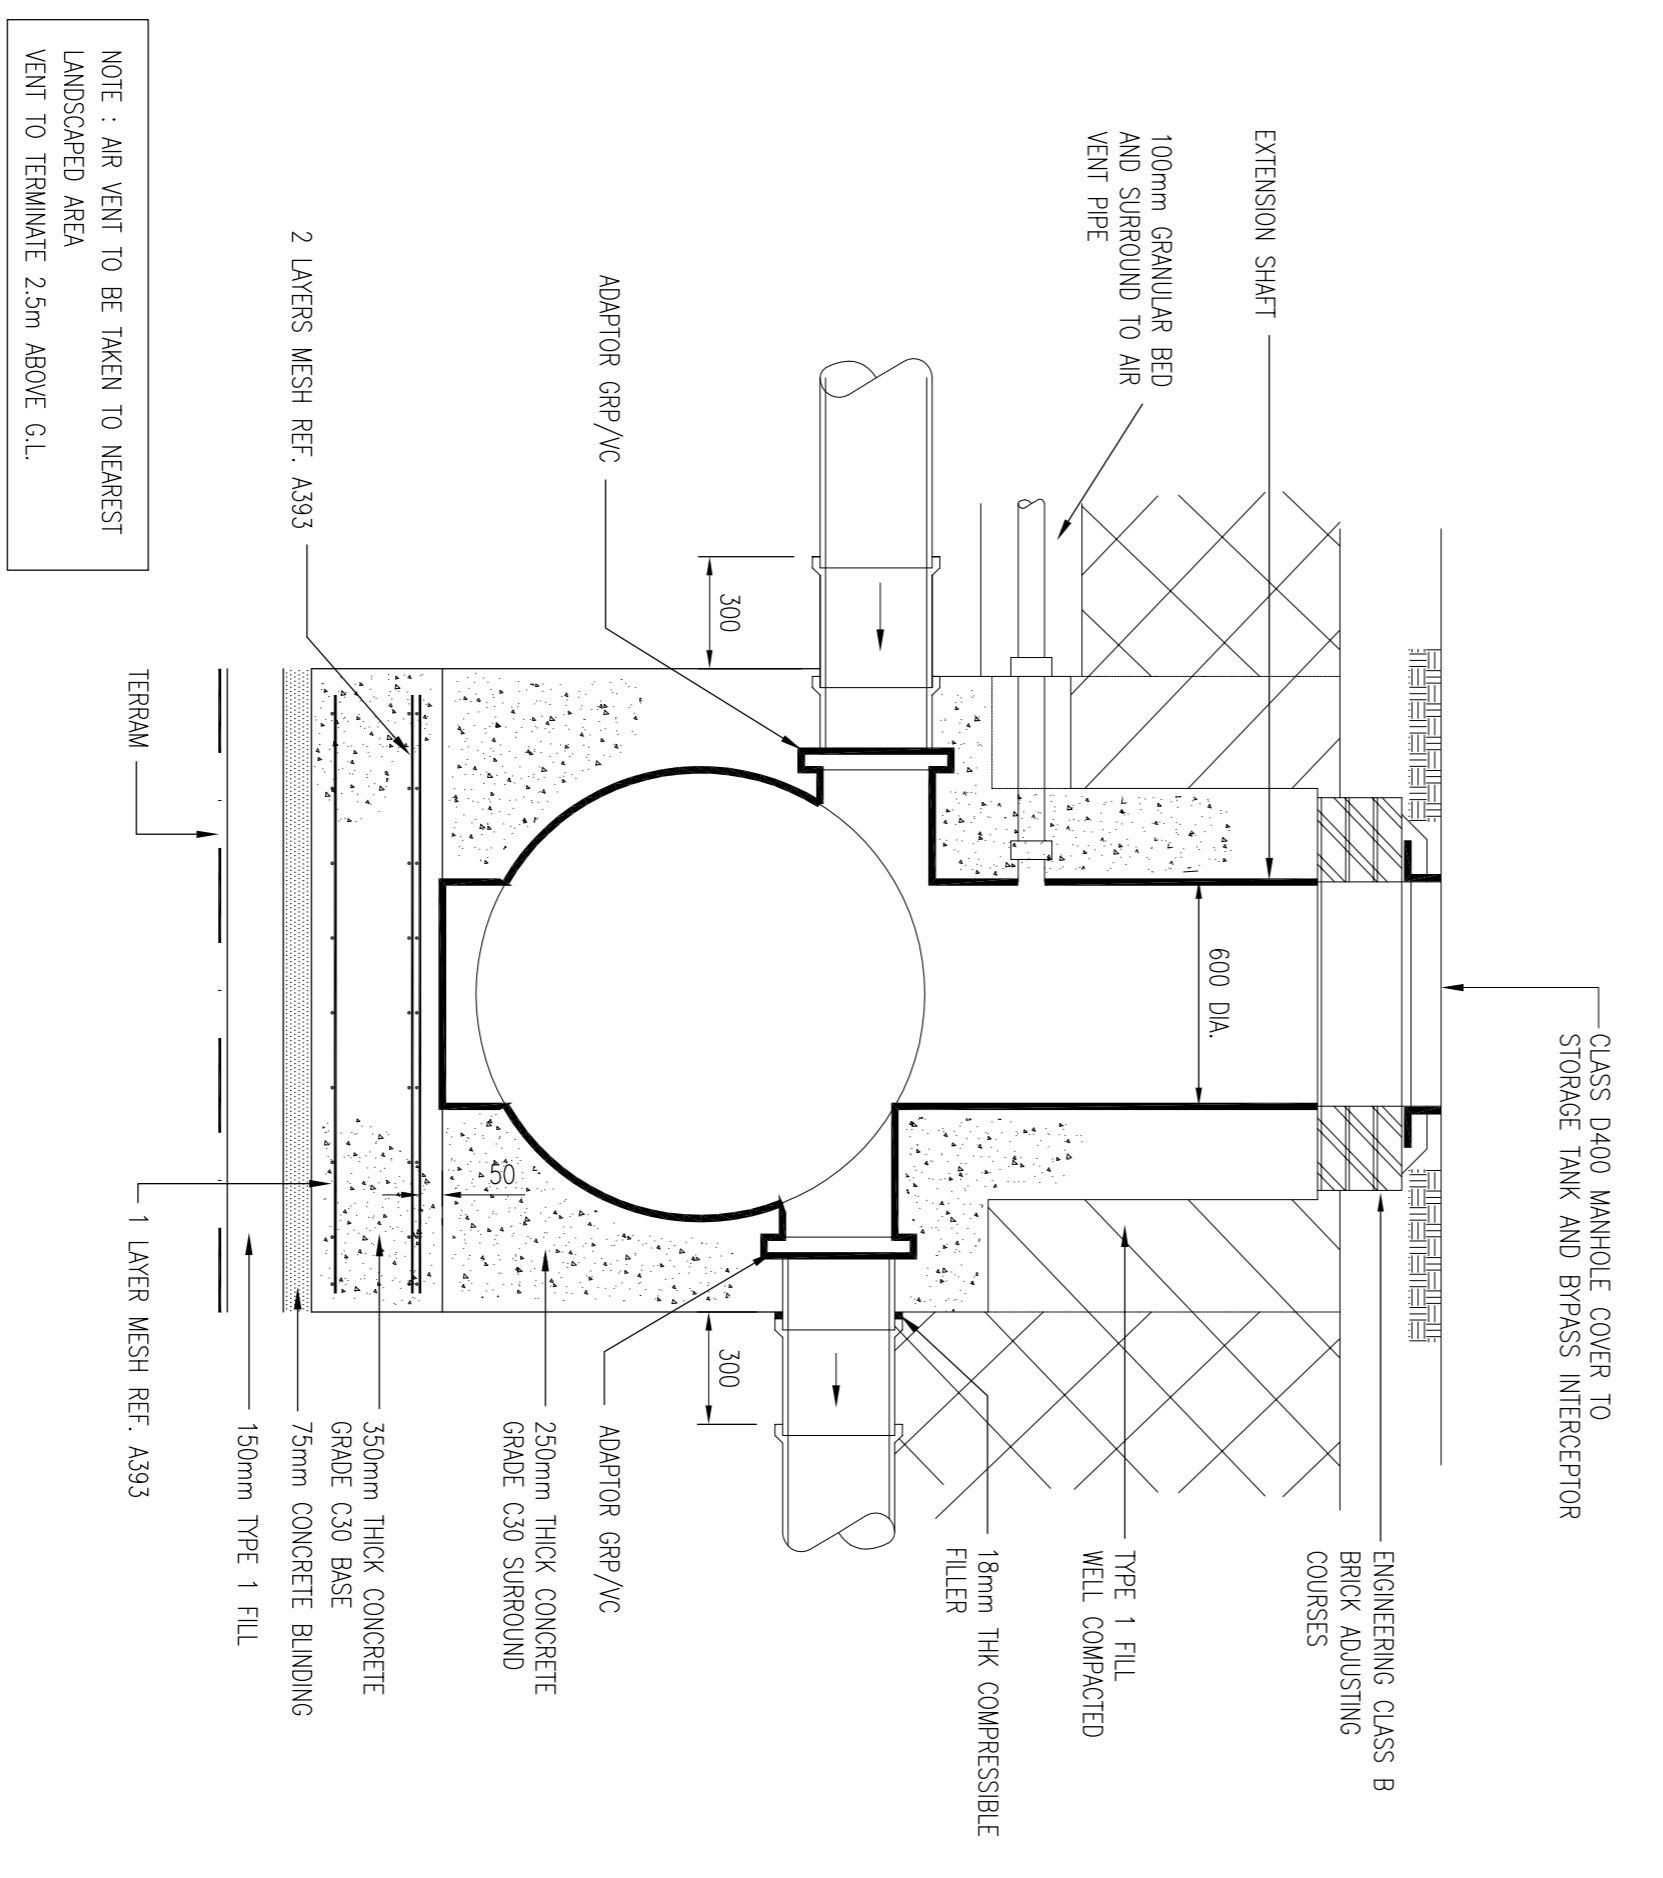 CLASS D400 MANHOLE COVER TO
STORAGE TANK AND BYPASS INTERCEPTOR
EXTENSION SHAFT
100mm GRANULAR BED
AND SURROUND TO AIR
VENT PIPE
ENGINEERING CLASS B
BRICK ADJUSTING
COURSES
600 DIA.
TYPE 1 FILL
WELL COMPACTED
18mm THK COMPRESSIBLE
FILLER
300
300
ADAPTOR GRP/VC
ADAPTOR GRP/VC
250mm THICK CONCRETE
GRADE C30 SURROUND
50
2 LAYERS MESH REF. A393
350mm THICK CONCRETE
GRADE C30 BASE
75mm CONCRETE BLINDING
150mm TYPE 1 FILL
TERRAM
1 LAYER MESH REF. A393
NOTE : AIR VENT TO BE TAKEN TO NEAREST
LANDSCAPED AREA
VENT TO TERMINATE 2.5m ABOVE G.L.